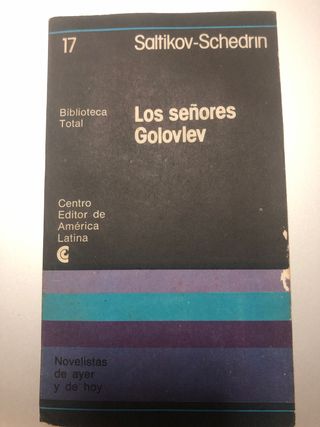 17
Saltikov-Schedrin
Biblioteca
Total
Los señores
Golovlev
Centro
Editor de
América
Latina
Novelistas
de ayer
y de hoy